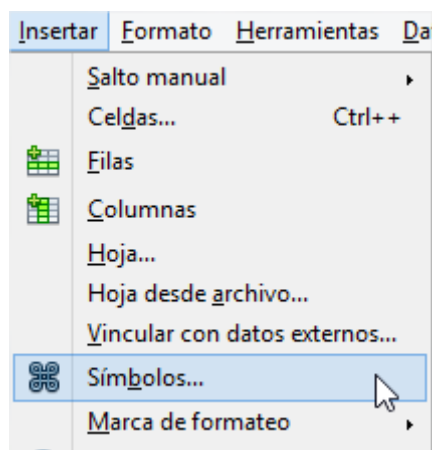 Insertar Formato Herramientas Da
Salto manual
Celdas... Ctrl++
Filas
Columnas
Hoja...
Hoja desde archivo...
Vincular con datos externos...
Símbolos...
Marca de formateo